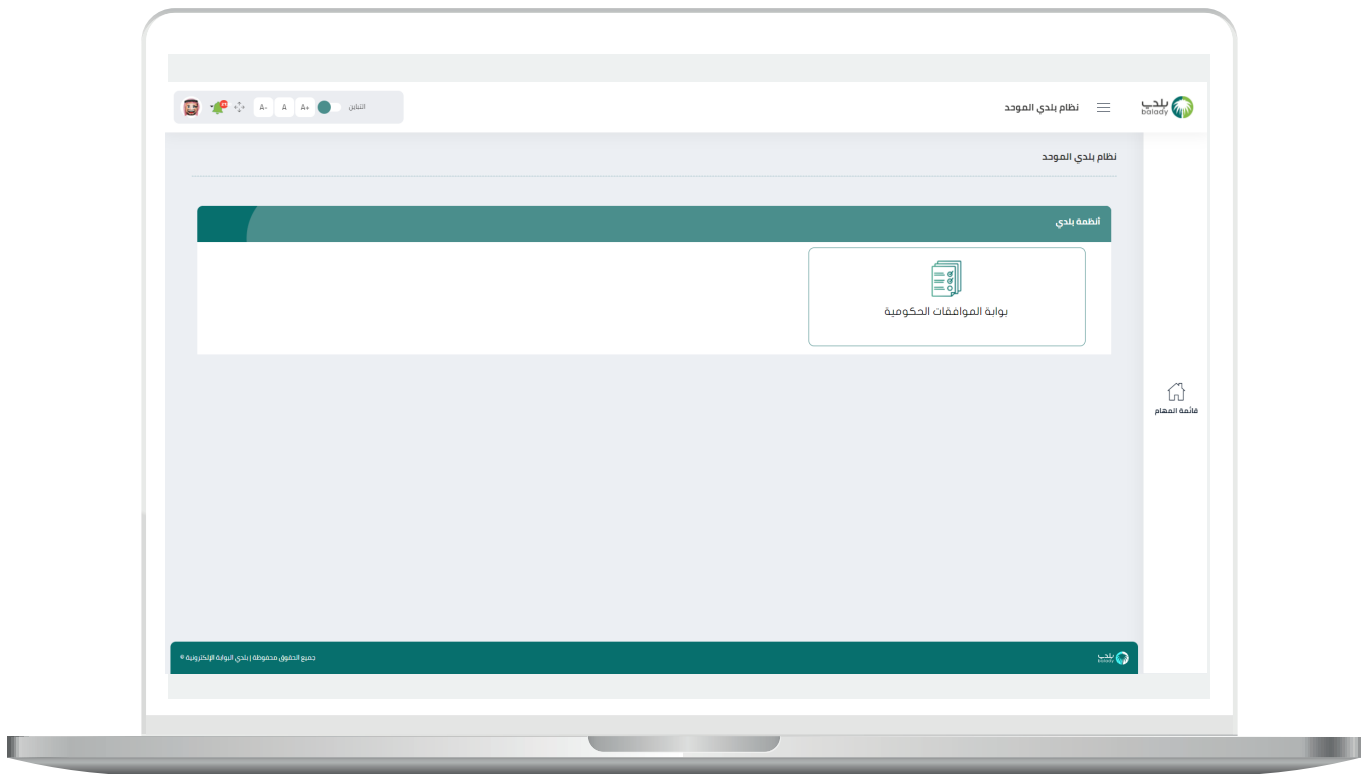 بلدي
balady
نظام بلدي الموحد
التباين
A+
A
A-
نظام بلدي الموحد
أنظمة بلدي
بوابة الموافقات الحكومية
قائمة المهام
بلدي
balady
جميع الحقوق محفوظة | بلدي البوابة الإلكترونية ©